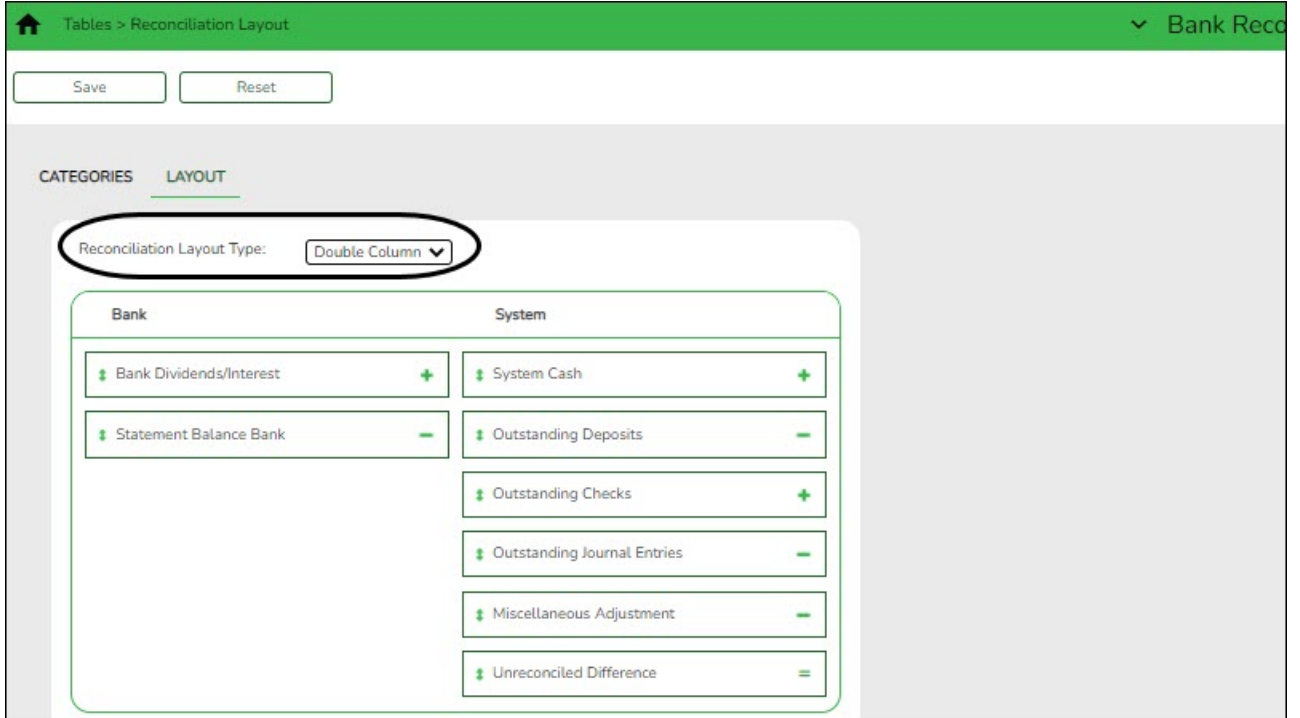 Tables > Reconciliation Layout
Bank Reco
Save
Reset
CATEGORIES
LAYOUT
Reconciliation Layout Type:
Double Column
Bank
System
Bank Dividends/Interest +
System Cash +
Statement Balance Bank −
Outstanding Deposits −
Outstanding Checks +
Outstanding Journal Entries −
Miscellaneous Adjustment −
Unreconciled Difference =